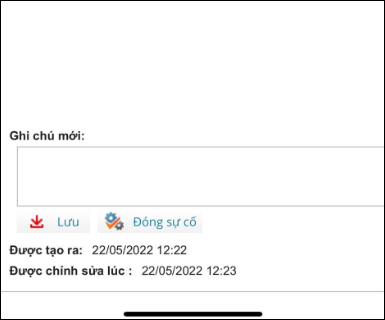 Ghi chú mới:
Lưu Đóng sự cố
Được tạo ra: 22/05/2022 12:22
Được chỉnh sửa lúc : 22/05/2022 12:23